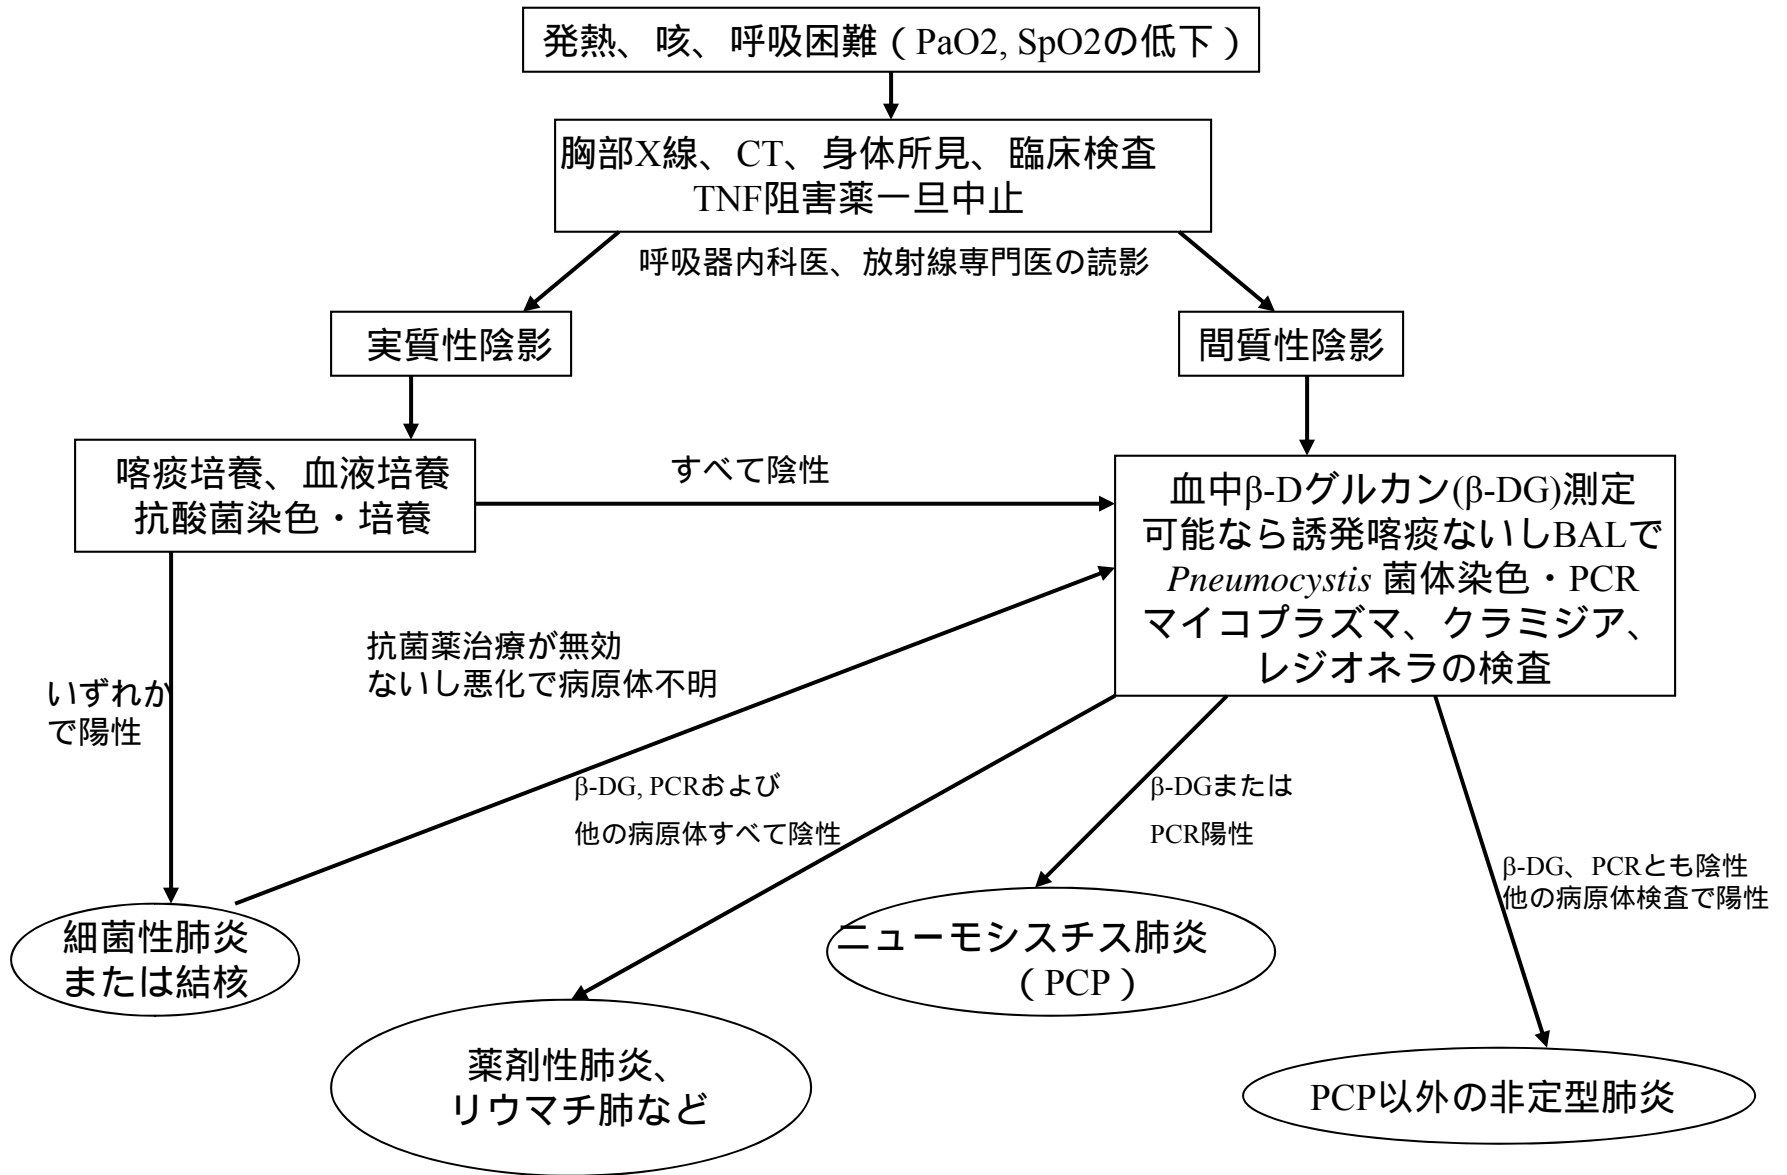 発熱、咳、呼吸困難（PaO2, SpO2の低下）
胸部X線、CT、身体所見、臨床検査
TNF阻害薬一旦中止
呼吸器内科医、放射線専門医の読影
実質性陰影
間質性陰影
喀痰培養、血液培養
抗酸菌染色・培養
すべて陰性
血中β-Dグルカン(β-DG)測定
可能なら誘発喀痰ないしBALで
Pneumocystis 菌体染色・PCR
マイコプラズマ、クラミジア、
レジオネラの検査
抗菌薬治療が無効
ないし悪化で病原体不明
いずれか
で陽性
β-DG, PCRおよび
他の病原体すべて陰性
β-DGまたは
PCR陽性
β-DG、PCRとも陰性
他の病原体検査で陽性
細菌性肺炎
または結核
ニューモシスチス肺炎
（PCP）
薬剤性肺炎、
リウマチ肺など
PCP以外の非定型肺炎